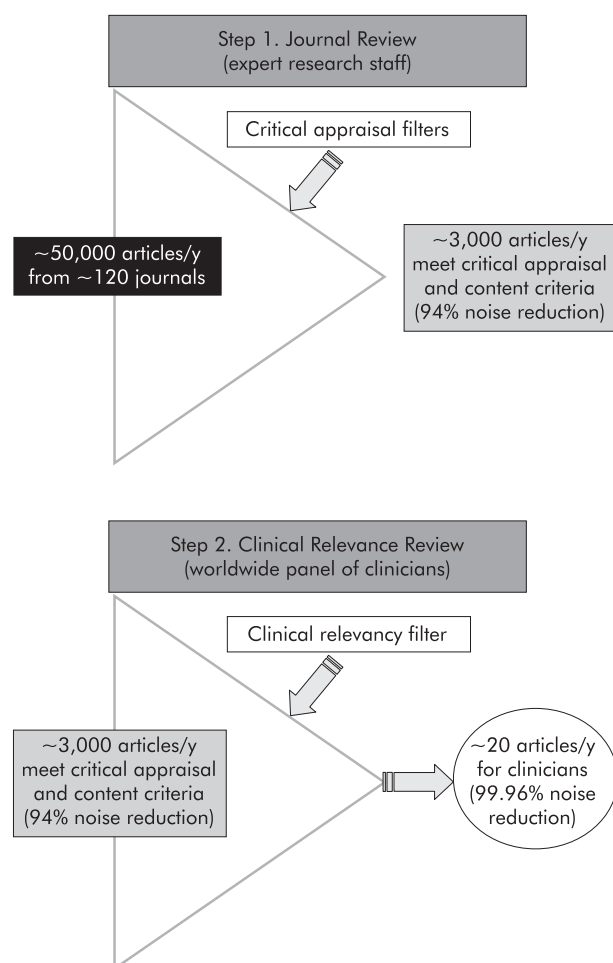 Step 1. Journal Review
(expert research staff)
Critical appraisal filters
~50,000 articles/y
from ~120 journals
~3,000 articles/y
meet critical appraisal
and content criteria
(94% noise reduction)
Step 2. Clinical Relevance Review
(worldwide panel of clinicians)
Clinical relevancy filter
~3,000 articles/y
meet critical appraisal
and content criteria
(94% noise reduction)
~20 articles/y
for clinicians
(99.96% noise
reduction)